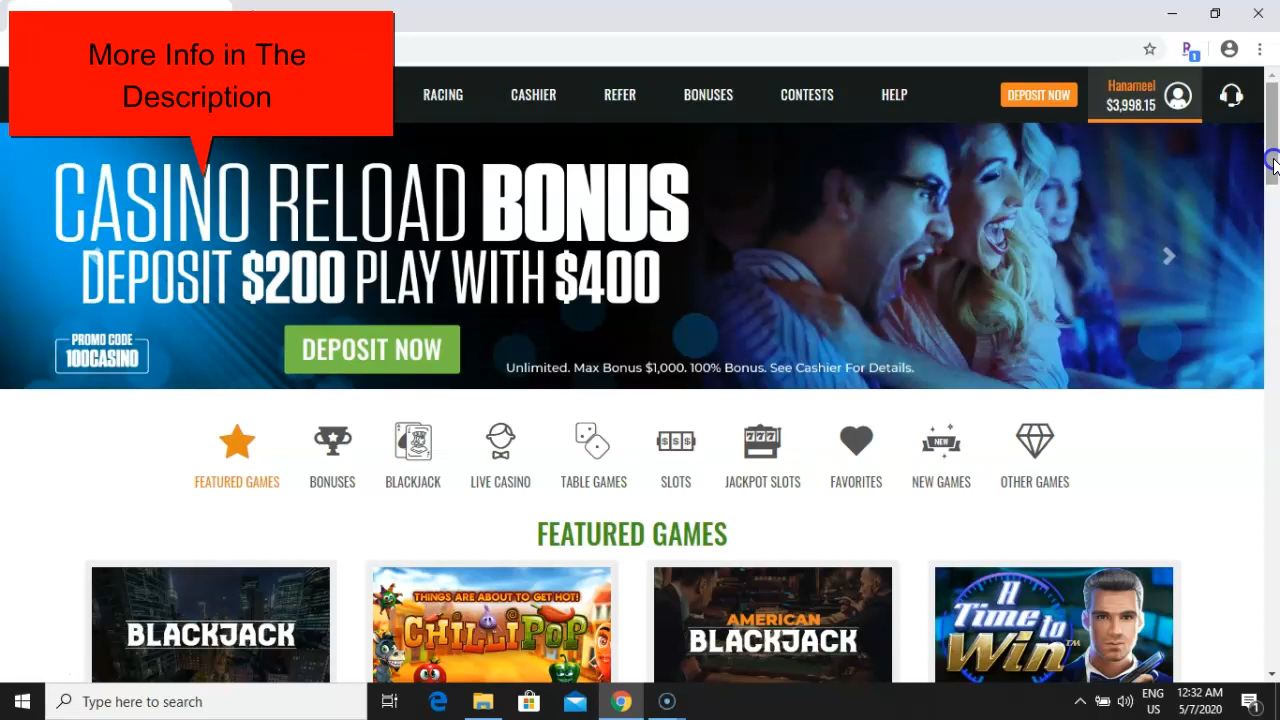 More Info in The
Description
RACING
CASHIER
REFER
BONUSES
CONTESTS
HELP
DEPOSIT NOW
Hanameel
$3,998.15
1
CASINO RELOAD BONUS
DEPOSIT $200 PLAY WITH $400
PROMO CODE
100CASINO
DEPOSIT NOW
Unlimited. Max Bonus $1,000. 100% Bonus. See Cashier For Details.
FEATURED GAMES
BONUSES
BLACKJACK
LIVE CASINO
TABLE GAMES
SLOTS
JACKPOT SLOTS
FAVORITES
NEW
NEW GAMES
OTHER GAMES
FEATURED GAMES
BLACKJACK
THINGS ARE ABOUT TO GET HOT!
CHILLIPOP
AMERICAN
BLACKJACK
A
Time to
Win™
Type here to search
ENG
US
12:32 AM
5/7/2020
1